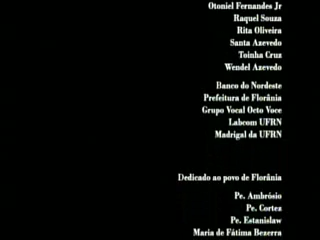 Otoniel Fernandes Jr
Raquel Souza
Rita Oliveira
Santa Azevedo
Toinha Cruz
Wendel Azevedo
Banco do Nordeste
Prefeitura de Florânia
Grupo Vocal Octo Voce
Labcom UFRN
Madrigal da UFRN
Dedicado ao povo de Florânia
Pe. Ambrósio
Pe. Cortez
Pe. Estanislaw
Maria de Fátima Bezerra